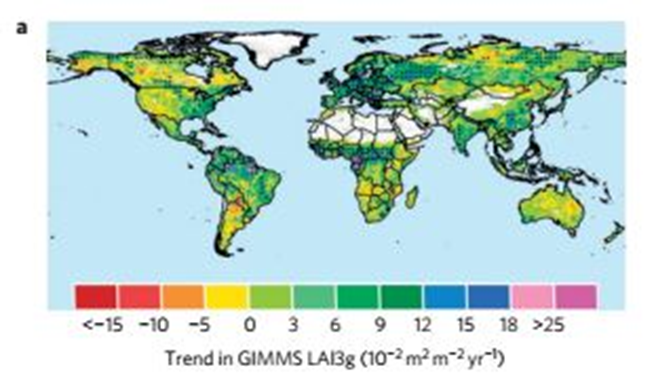 a
<−15 −10 −5 0 3 6 9 12 15 18 >25
Trend in GIMMS LAI3g (10⁻² m² m⁻² yr⁻¹)